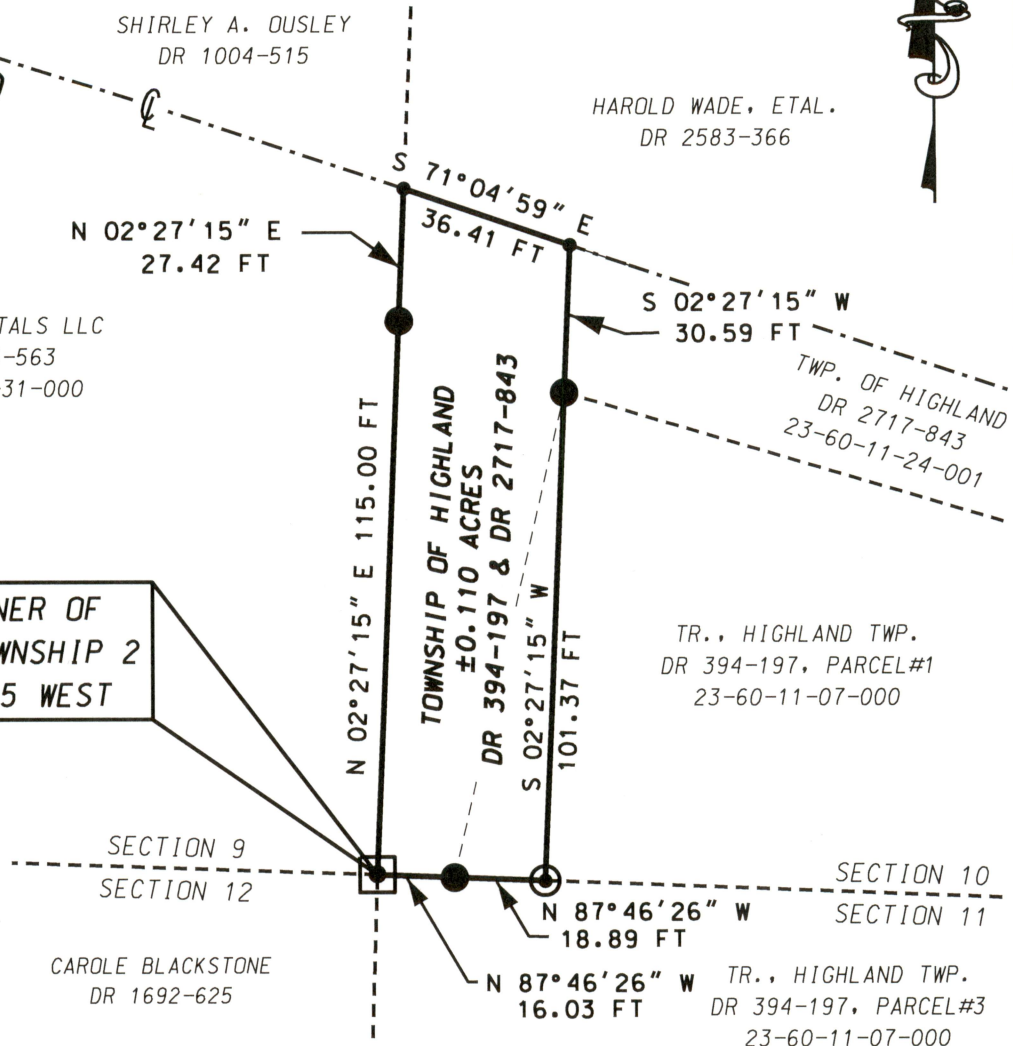 SHIRLEY A. OUSLEY
DR 1004-515
HAROLD WADE, ETAL.
DR 2583-366
℄
S 71°04'59" E
36.41 FT
N 02°27'15" E
27.42 FT
S 02°27'15" W
30.59 FT
TALS LLC
-563
-31-000
TWP. OF HIGHLAND
DR 2717-843
23-60-11-24-001
N 02°27'15" E 115.00 FT
TOWNSHIP OF HIGHLAND
±0.110 ACRES
DR 394-197 & DR 2717-843
S 02°27'15" W
101.37 FT
NER OF
WNSHIP 2
5 WEST
TR., HIGHLAND TWP.
DR 394-197, PARCEL#1
23-60-11-07-000
SECTION 9
SECTION 12
SECTION 10
SECTION 11
N 87°46'26" W
18.89 FT
N 87°46'26" W
16.03 FT
CAROLE BLACKSTONE
DR 1692-625
TR., HIGHLAND TWP.
DR 394-197, PARCEL#3
23-60-11-07-000